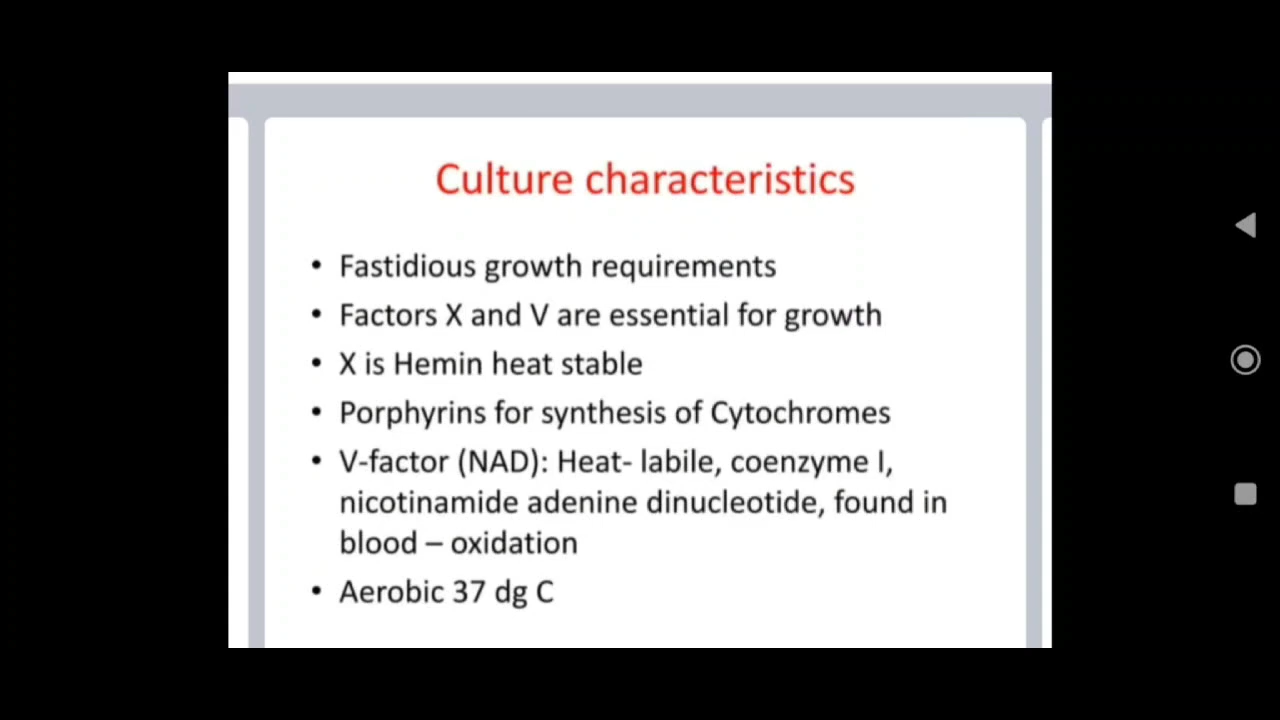 Culture characteristics
• Fastidious growth requirements
• Factors X and V are essential for growth
• X is Hemin heat stable
• Porphyrins for synthesis of Cytochromes
• V-factor (NAD): Heat- labile, coenzyme I,
nicotinamide adenine dinucleotide, found in
blood – oxidation
• Aerobic 37 dg C